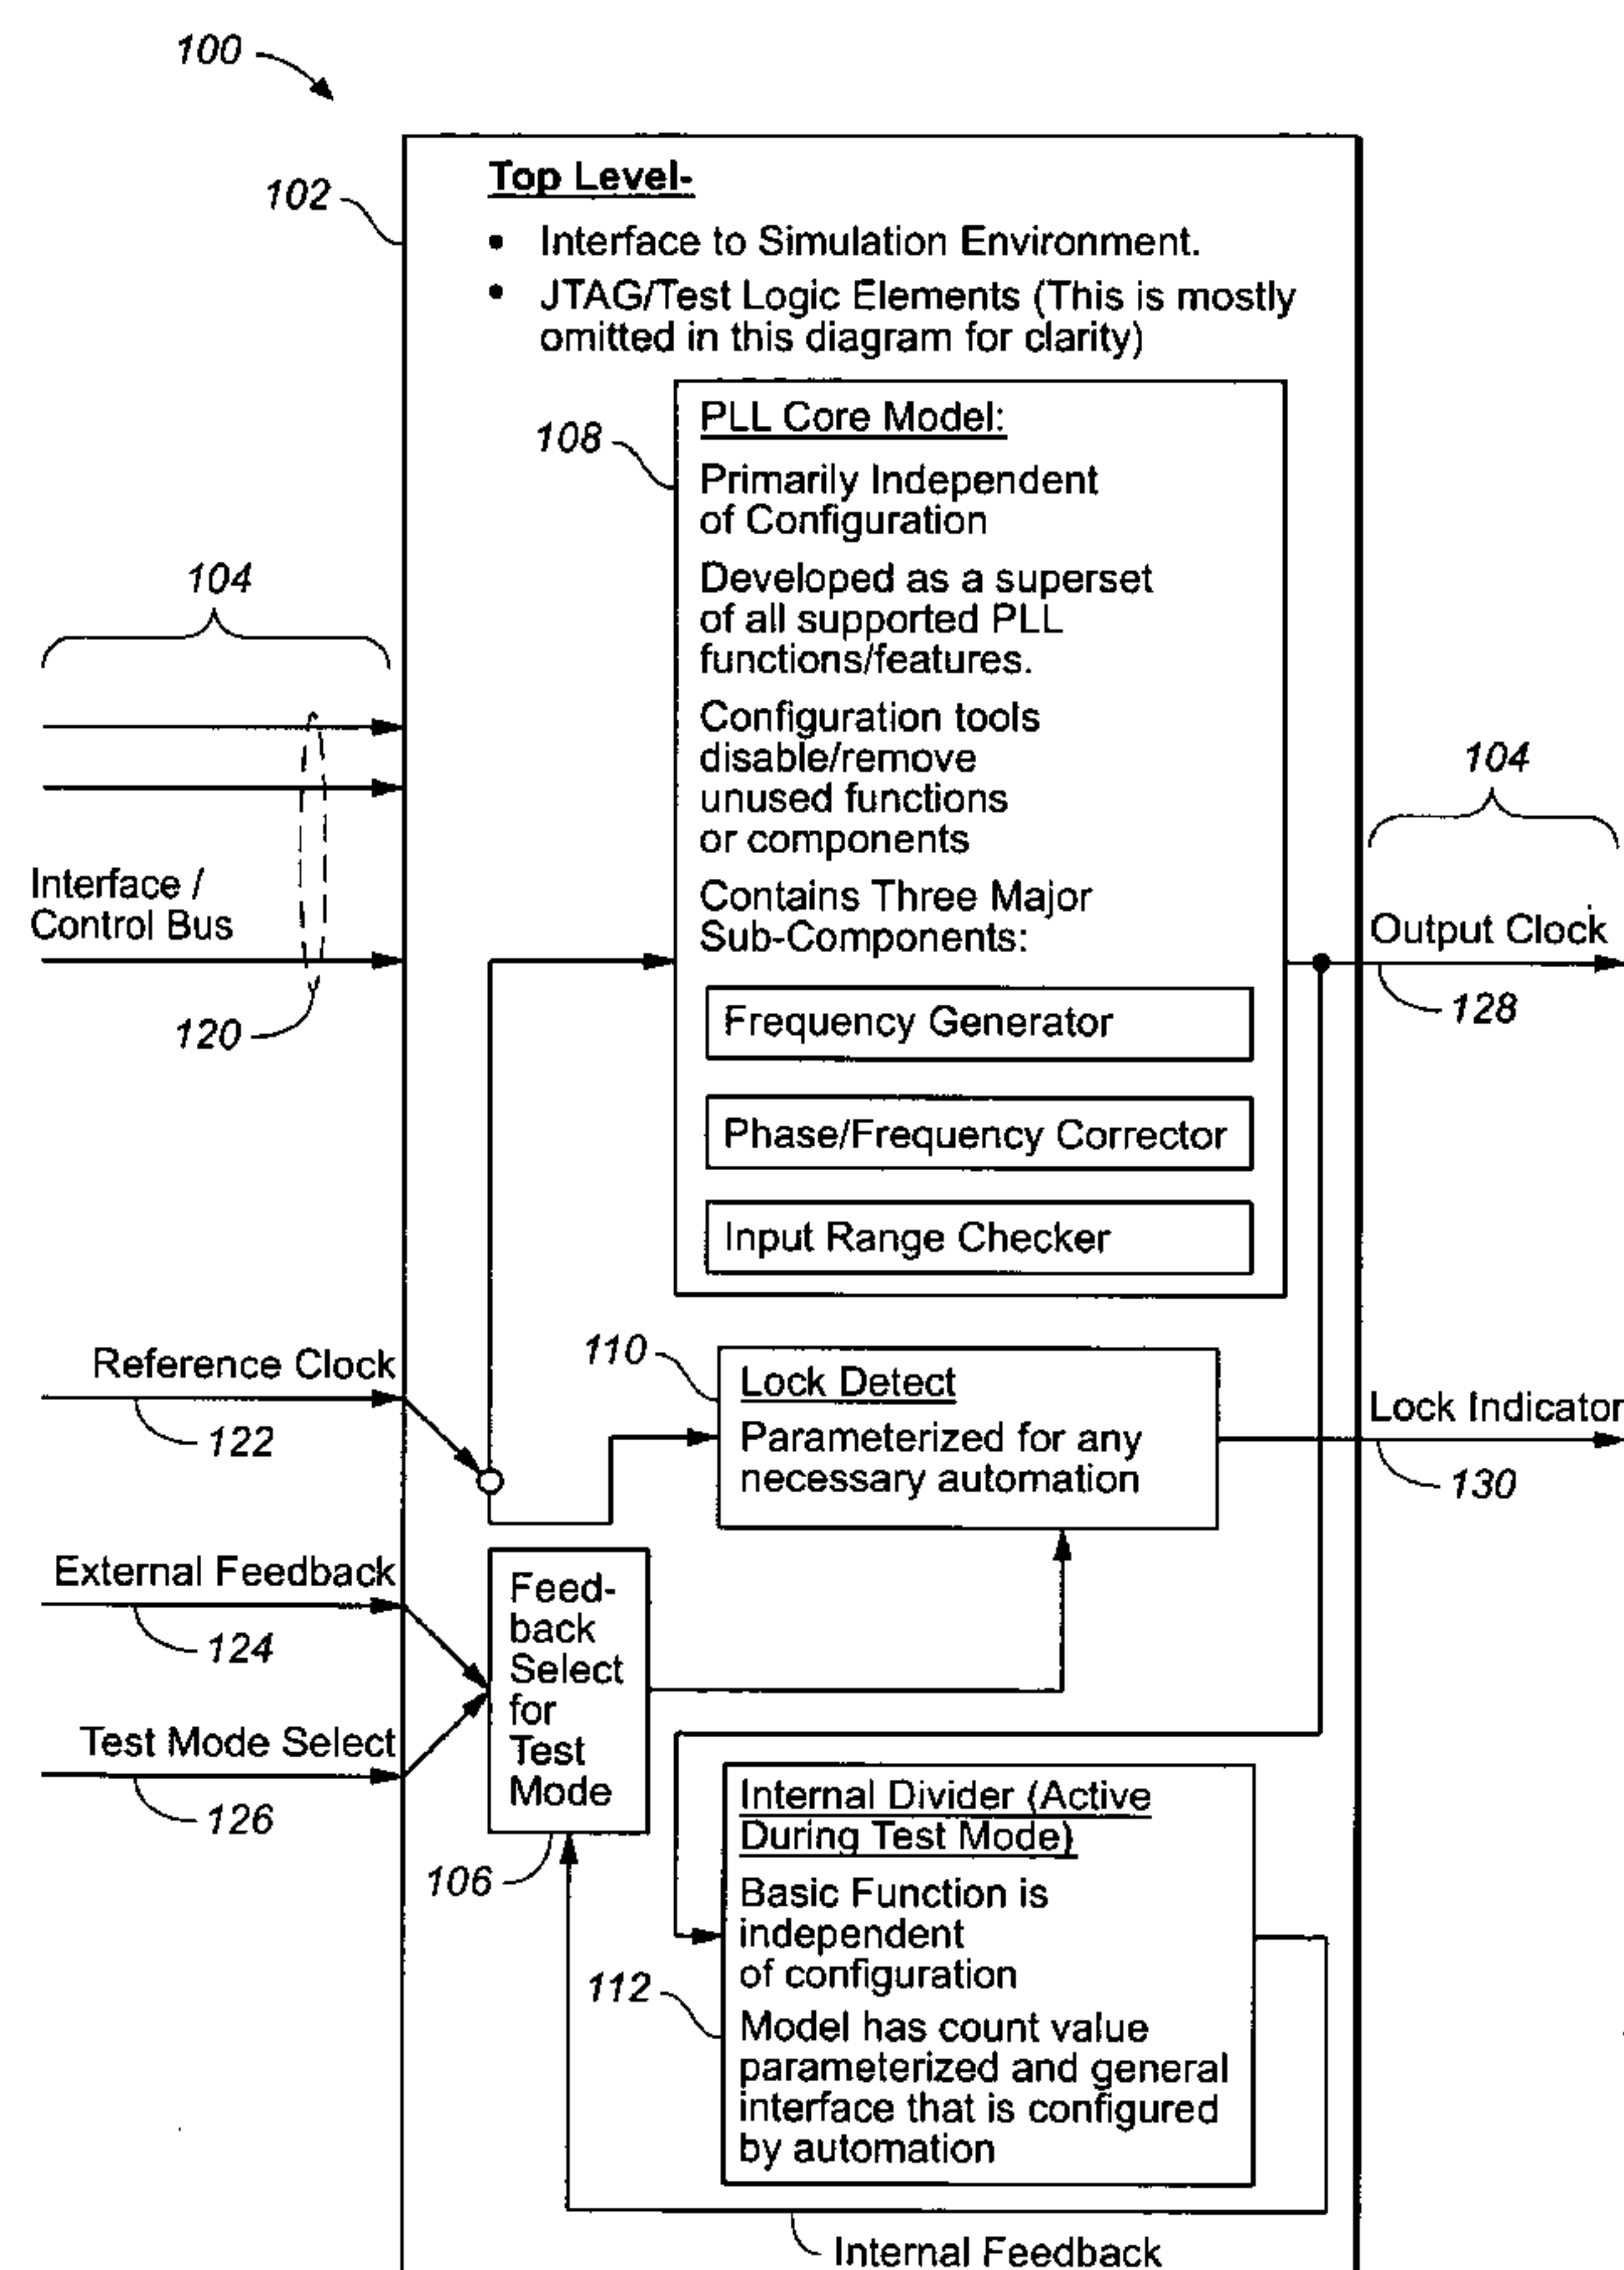 100
102
Top Level-
• Interface to Simulation Environment.
• JTAG/Test Logic Elements (This is mostly
omitted in this diagram for clarity)
108
PLL Core Model:
Primarily Independent
of Configuration
Developed as a superset
of all supported PLL
functions/features.
Configuration tools
disable/remove
unused functions
or components
Contains Three Major
Sub-Components:
Frequency Generator
Phase/Frequency Corrector
Input Range Checker
104
Interface /
Control Bus
120
104
Output Clock
128
Reference Clock
122
110
Lock Detect
Parameterized for any
necessary automation
Lock Indicator
130
External Feedback
124
Test Mode Select
126
Feed-
back
Select
for
Test
Mode
106
Internal Divider (Active
During Test Mode)
Basic Function is
independent
of configuration
112
Model has count value
parameterized and general
interface that is configured
by automation
Internal Feedback